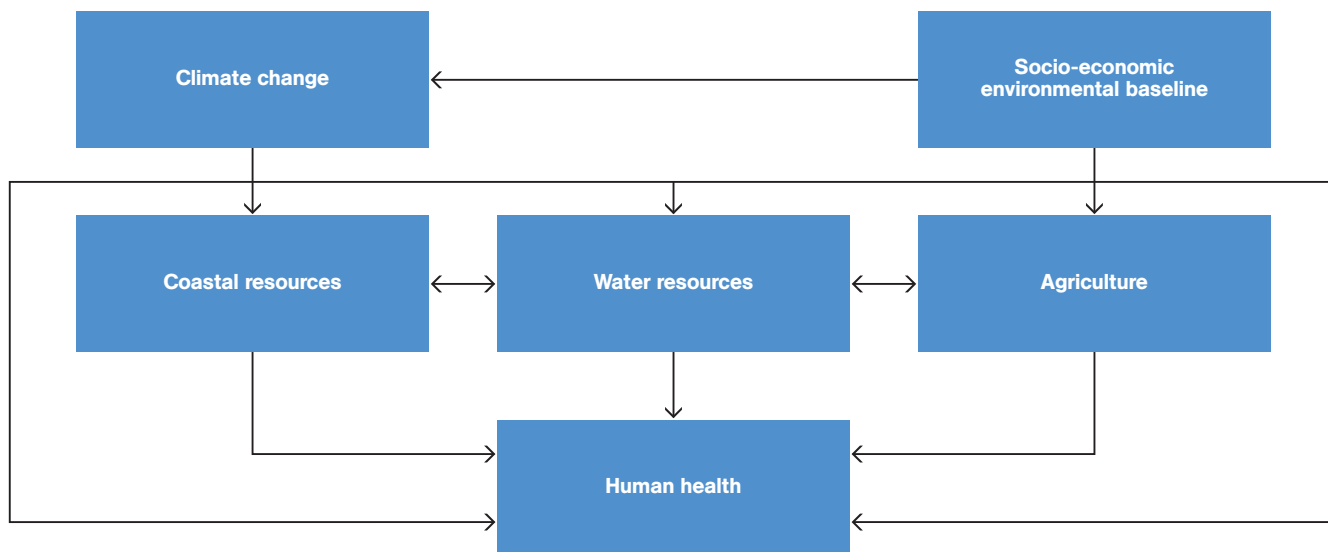 Climate change
Socio-economic
environmental baseline
Coastal resources
Water resources
Agriculture
Human health